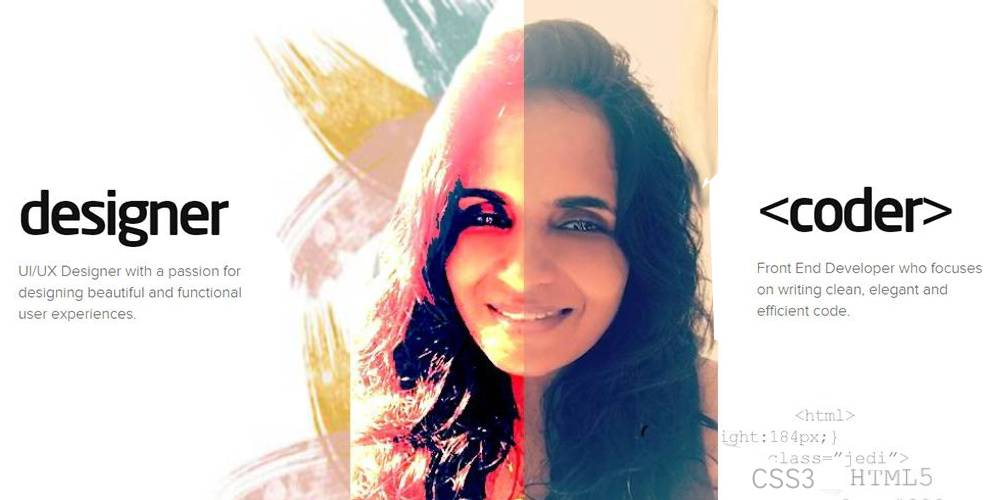 designer
UI/UX Designer with a passion for
designing beautiful and functional
user experiences.
<coder>
Front End Developer who focuses
on writing clean, elegant and
efficient code.
<html>
ight:184px;}
class="jedi">
CSS3 HTML5